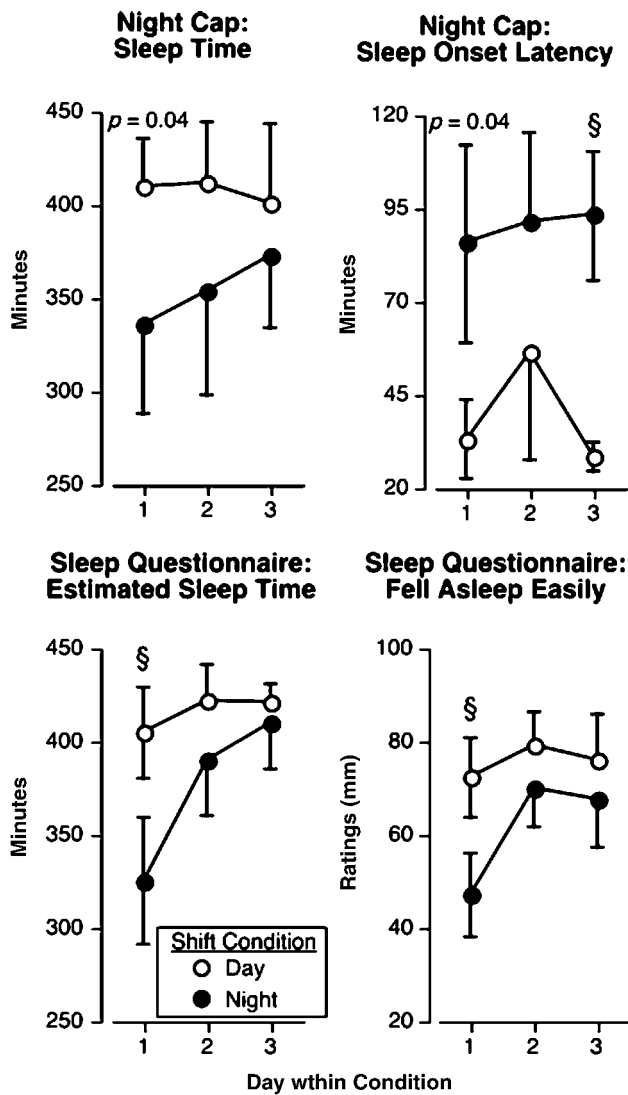 Night Cap:
Sleep Time
450
p = 0.04
400
350
300
250
Minutes
1 2 3
Night Cap:
Sleep Onset Latency
120
p = 0.04
§
95
70
45
20
Minutes
1 2 3
Sleep Questionnaire:
Estimated Sleep Time
450
§
400
350
300
250
Minutes
Shift Condition
Day
Night
1 2 3
Sleep Questionnaire:
Fell Asleep Easily
100
§
80
60
40
20
Ratings (mm)
1 2 3
Day wthin Condition